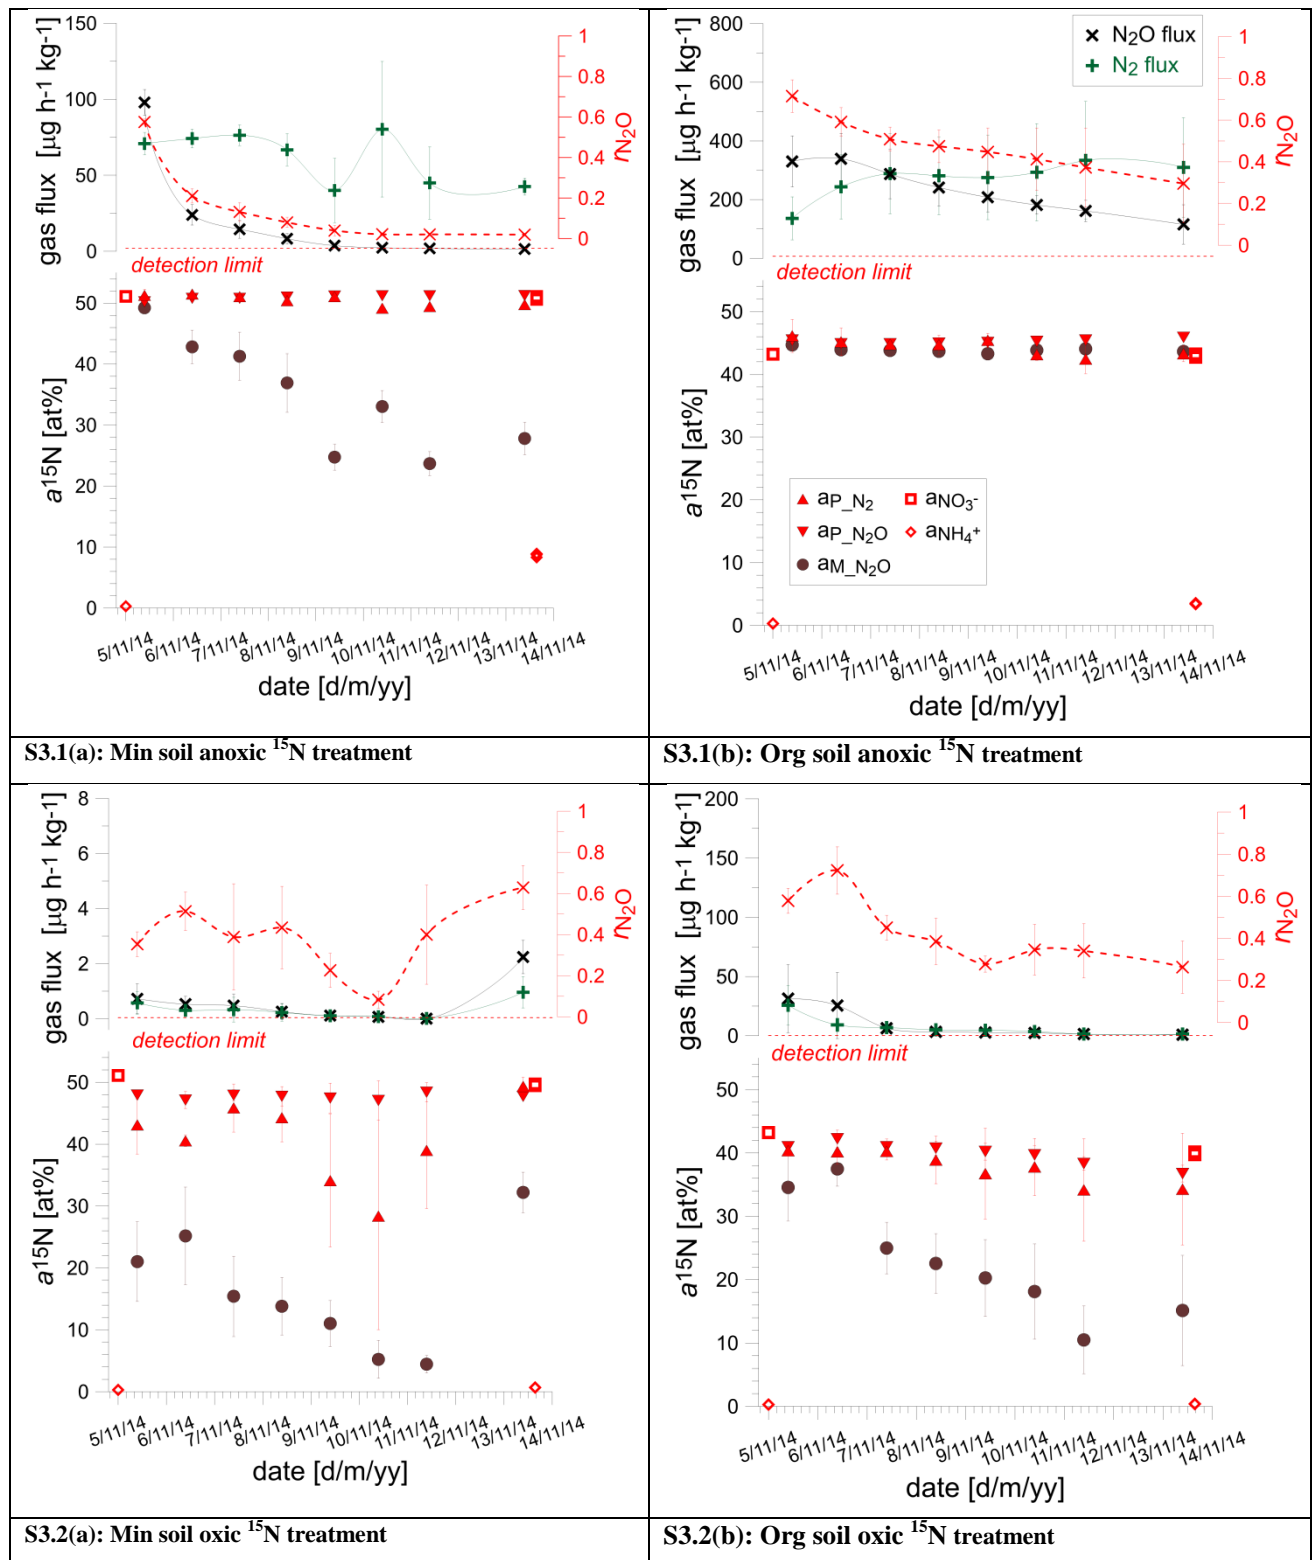 150
100
50
0
gas flux [µg h-1 kg-1]
1
0.8
0.6
0.4
0.2
0
rN2O
detection limit
50
40
30
20
10
0
a15N [at%]
5/11/14 6/11/14 7/11/14 8/11/14 9/11/14 10/11/14 11/11/14 12/11/14 13/11/14 14/11/14
date [d/m/yy]
800
600
400
200
0
gas flux [µg h-1 kg-1]
N2O flux
N2 flux
1
0.8
0.6
0.4
0.2
0
rN2O
detection limit
50
40
30
20
10
0
a15N [at%]
aP_N2 aNO3-
aP_N2O aNH4+
aM_N2O
5/11/14 6/11/14 7/11/14 8/11/14 9/11/14 10/11/14 11/11/14 12/11/14 13/11/14 14/11/14
date [d/m/yy]
S3.1(a): Min soil anoxic 15N treatment
S3.1(b): Org soil anoxic 15N treatment
8
6
4
2
0
gas flux [µg h-1 kg-1]
1
0.8
0.6
0.4
0.2
0
rN2O
detection limit
50
40
30
20
10
0
a15N [at%]
5/11/14 6/11/14 7/11/14 8/11/14 9/11/14 10/11/14 11/11/14 12/11/14 13/11/14 14/11/14
date [d/m/yy]
200
150
100
50
0
gas flux [µg h-1 kg-1]
1
0.8
0.6
0.4
0.2
0
rN2O
detection limit
50
40
30
20
10
0
a15N [at%]
5/11/14 6/11/14 7/11/14 8/11/14 9/11/14 10/11/14 11/11/14 12/11/14 13/11/14 14/11/14
date [d/m/yy]
S3.2(a): Min soil oxic 15N treatment
S3.2(b): Org soil oxic 15N treatment